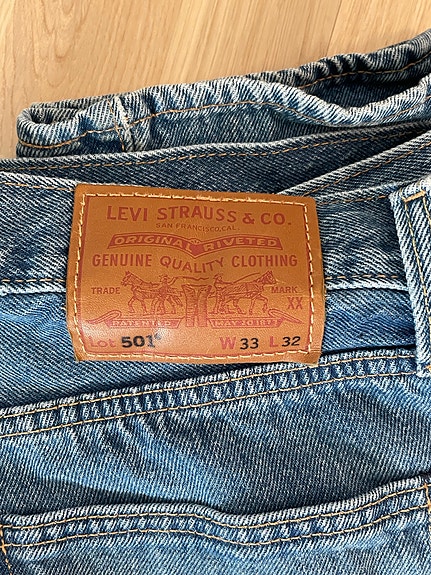 LEVI STRAUSS & CO.
SAN FRANCISCO, CAL.
ORIGINAL RIVETED
GENUINE QUALITY CLOTHING
TRADE MARK
XX
PATENTED MAY 20 1873
Lot 501® W 33 L 32